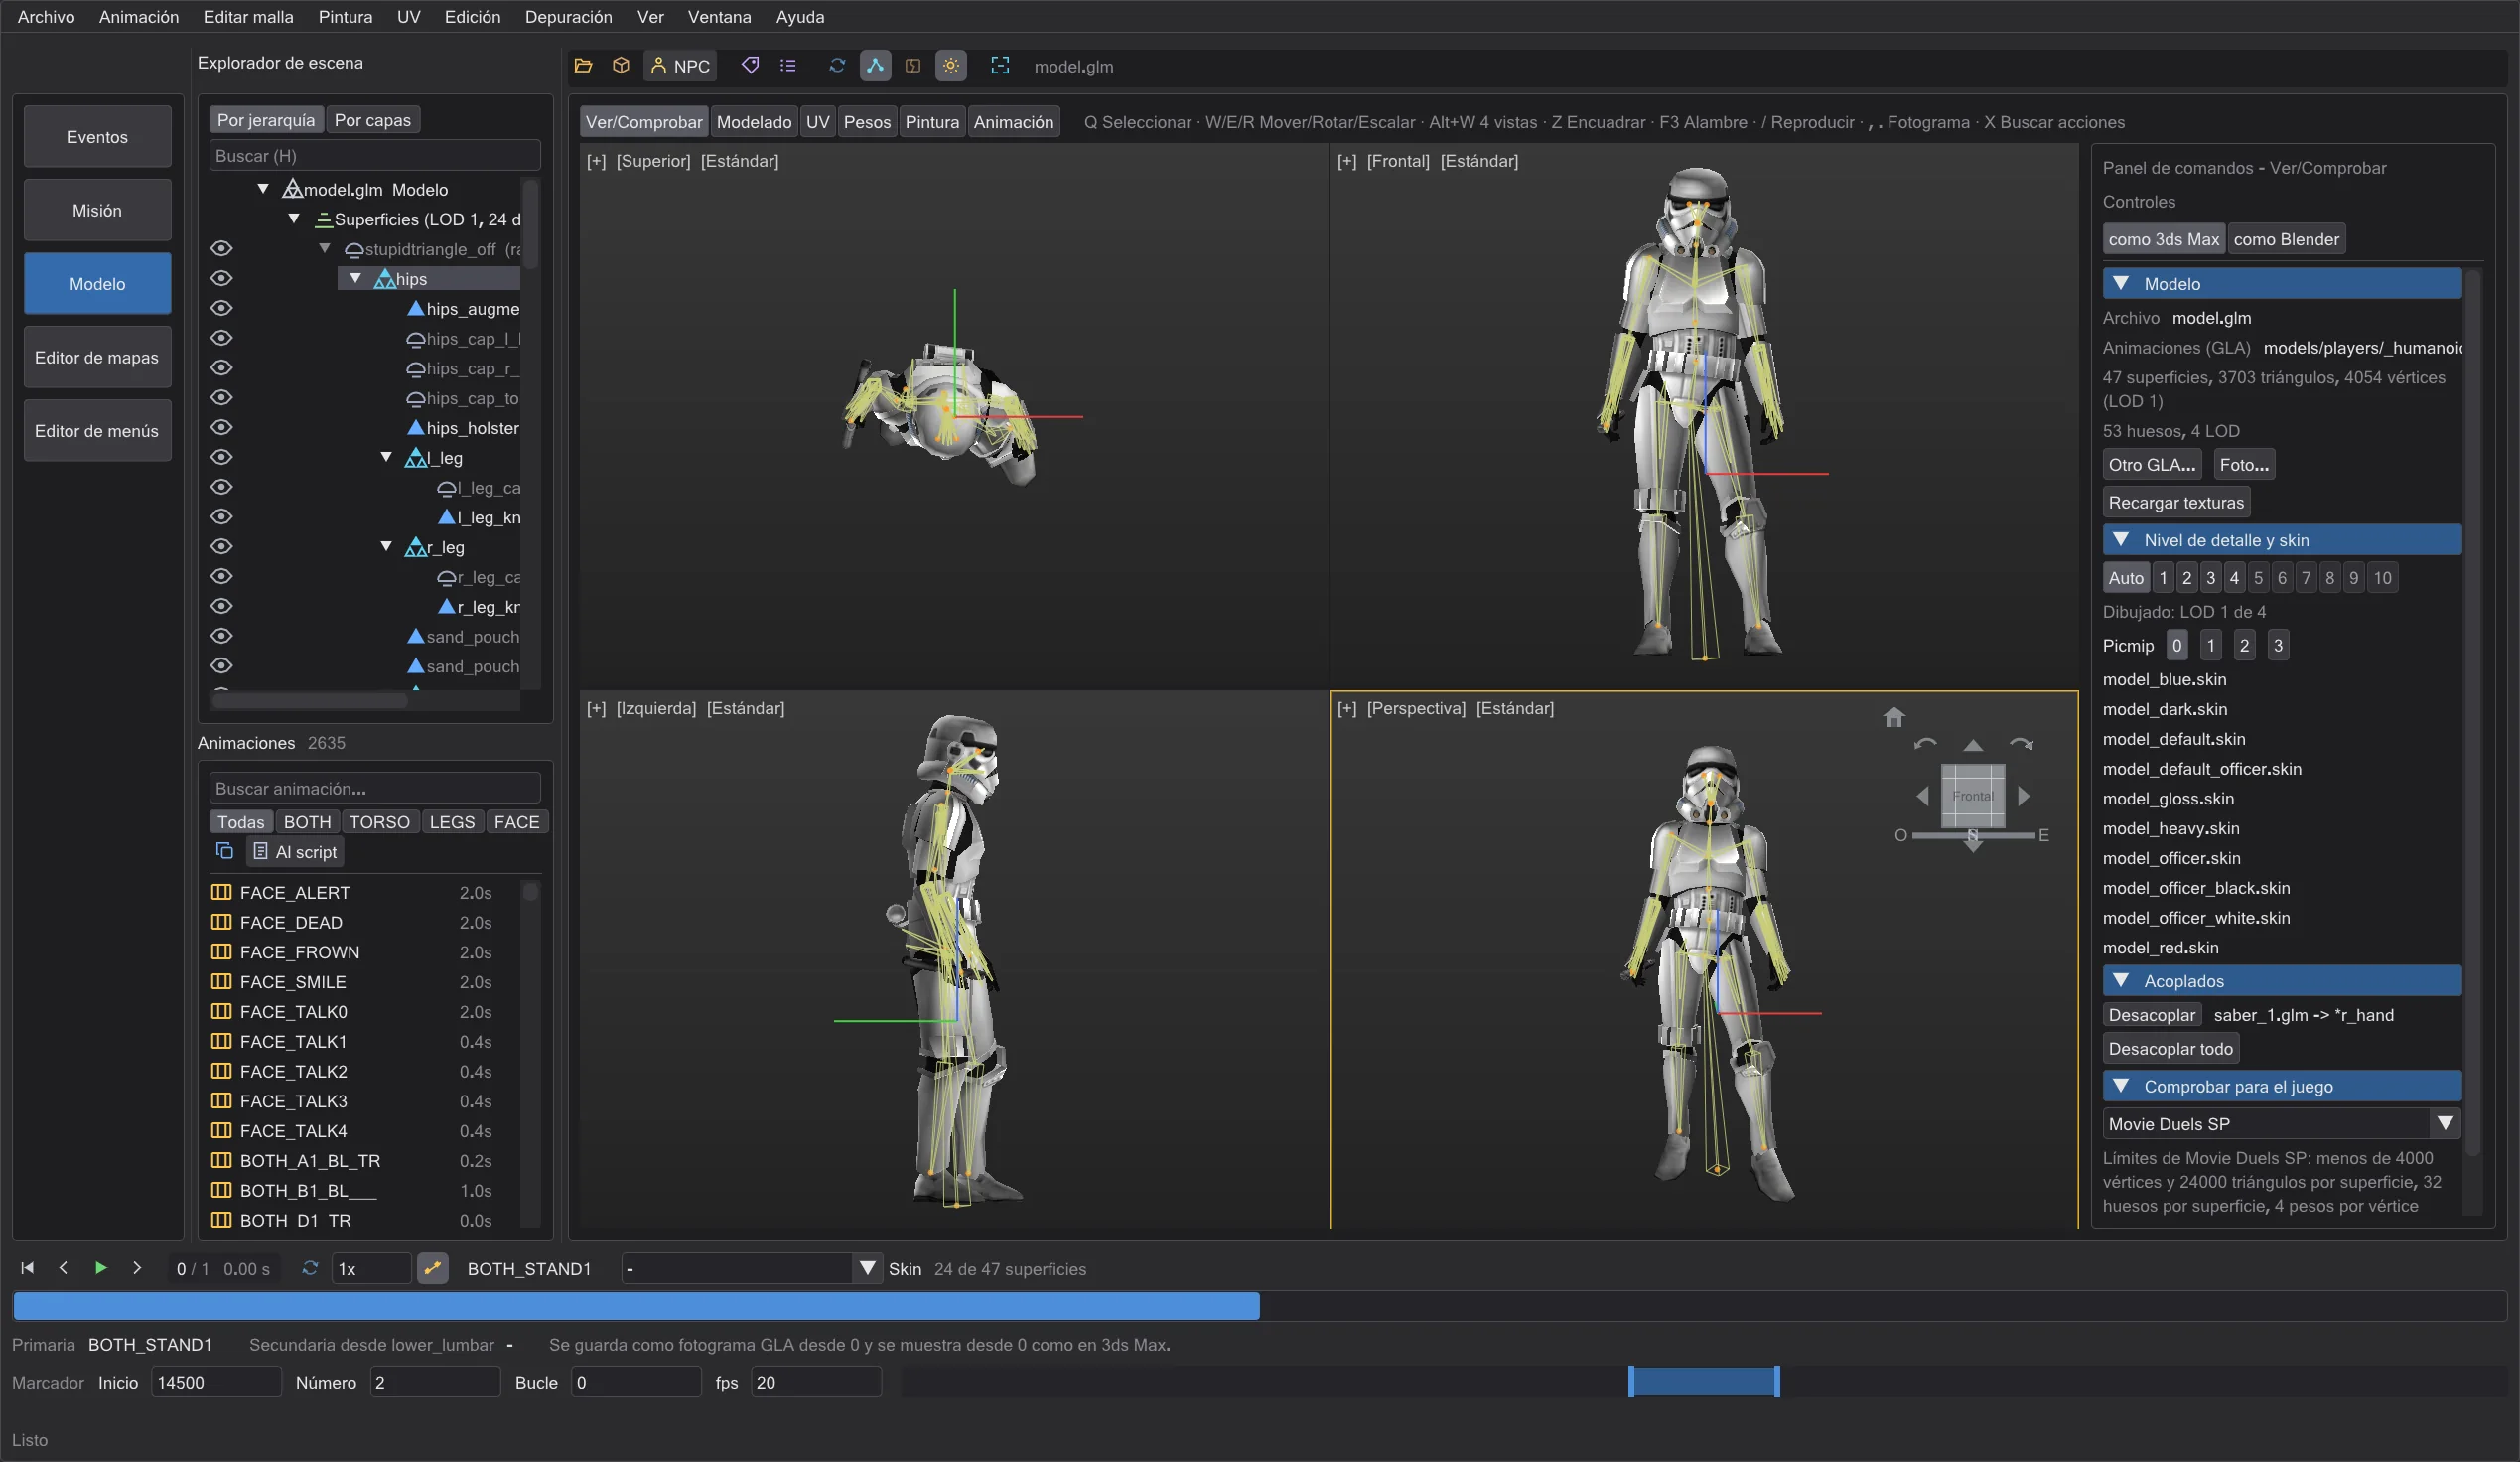 Archivo Animación Editar malla Pintura UV Edición Depuración Ver Ventana Ayuda
Explorador de escena
NPC
model.glm
Eventos
Misión
Modelo
Editor de mapas
Editor de menús
Por jerarquía Por capas
Buscar (H)
model.glm Modelo
Superficies (LOD 1, 24 d
stupidtriangle_off (ra
hips
hips_augme
hips_cap_l_l
hips_cap_r_
hips_cap_to
hips_holster
l_leg
l_leg_ca
l_leg_kn
r_leg
r_leg_ca
r_leg_kn
sand_pouch
sand_pouch
Animaciones 2635
Buscar animación...
Todas BOTH TORSO LEGS FACE
AI script
FACE_ALERT 2.0s
FACE_DEAD 2.0s
FACE_FROWN 2.0s
FACE_SMILE 2.0s
FACE_TALK0 2.0s
FACE_TALK1 0.4s
FACE_TALK2 0.4s
FACE_TALK3 0.4s
FACE_TALK4 0.4s
BOTH_A1_BL_TR 0.2s
BOTH_B1_BL___ 1.0s
BOTH_D1_TR 0.0s
Ver/Comprobar Modelado UV Pesos Pintura Animación
Q Seleccionar · W/E/R Mover/Rotar/Escalar · Alt+W 4 vistas · Z Encuadrar · F3 Alambre · / Reproducir · , . Fotograma · X Buscar acciones
[+] [Superior] [Estándar]
[+] [Frontal] [Estándar]
[+] [Izquierda] [Estándar]
[+] [Perspectiva] [Estándar]
Frontal
O S E
Panel de comandos - Ver/Comprobar
Controles
como 3ds Max como Blender
Modelo
Archivo model.glm
Animaciones (GLA) models/players/_humanoid
47 superficies, 3703 triángulos, 4054 vértices
(LOD 1)
53 huesos, 4 LOD
Otro GLA... Foto...
Recargar texturas
Nivel de detalle y skin
Auto 1 2 3 4 5 6 7 8 9 10
Dibujado: LOD 1 de 4
Picmip 0 1 2 3
model_blue.skin
model_dark.skin
model_default.skin
model_default_officer.skin
model_gloss.skin
model_heavy.skin
model_officer.skin
model_officer_black.skin
model_officer_white.skin
model_red.skin
Acoplados
Desacoplar saber_1.glm -> *r_hand
Desacoplar todo
Comprobar para el juego
Movie Duels SP
Límites de Movie Duels SP: menos de 4000
vértices y 24000 triángulos por superficie, 32
huesos por superficie, 4 pesos por vértice
0 / 1 0.00 s 1x BOTH_STAND1 - Skin 24 de 47 superficies
Primaria BOTH_STAND1 Secundaria desde lower_lumbar - Se guarda como fotograma GLA desde 0 y se muestra desde 0 como en 3ds Max.
Marcador Inicio 14500 Número 2 Bucle 0 fps 20
Listo